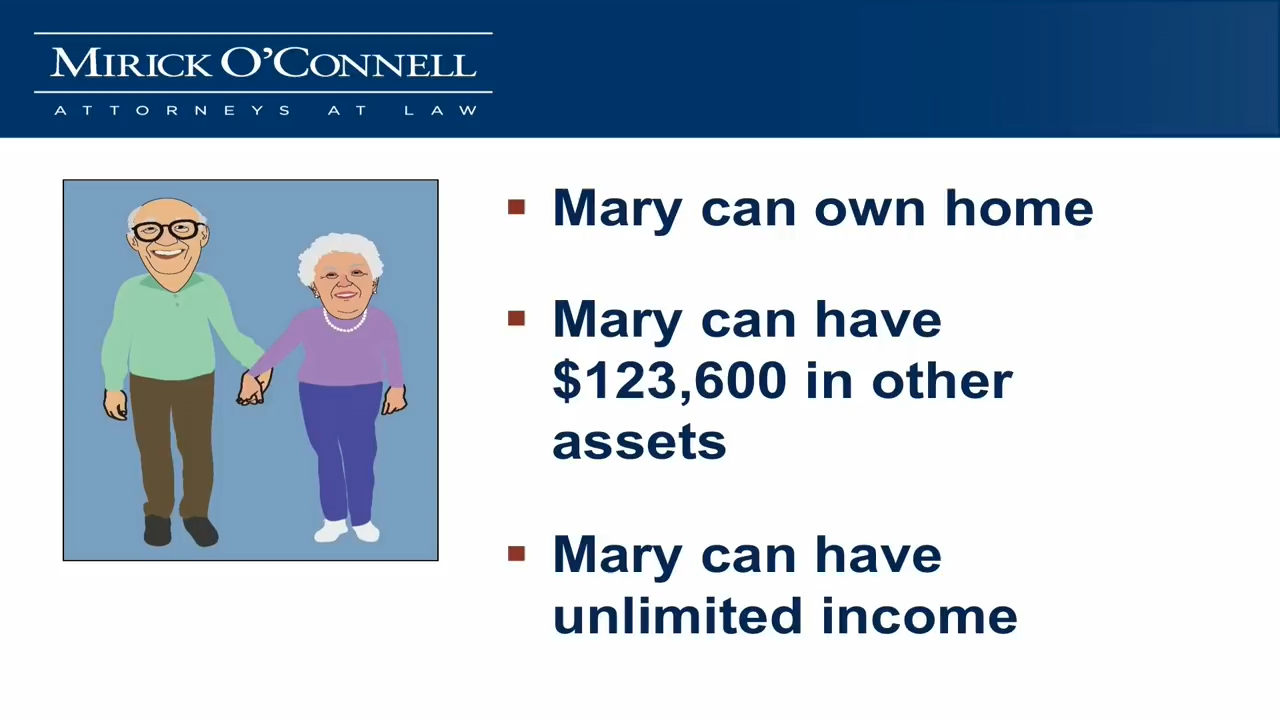 MIRICK O'CONNELL
ATTORNEYS AT LAW
▪ Mary can own home
▪ Mary can have
$123,600 in other
assets
▪ Mary can have
unlimited income